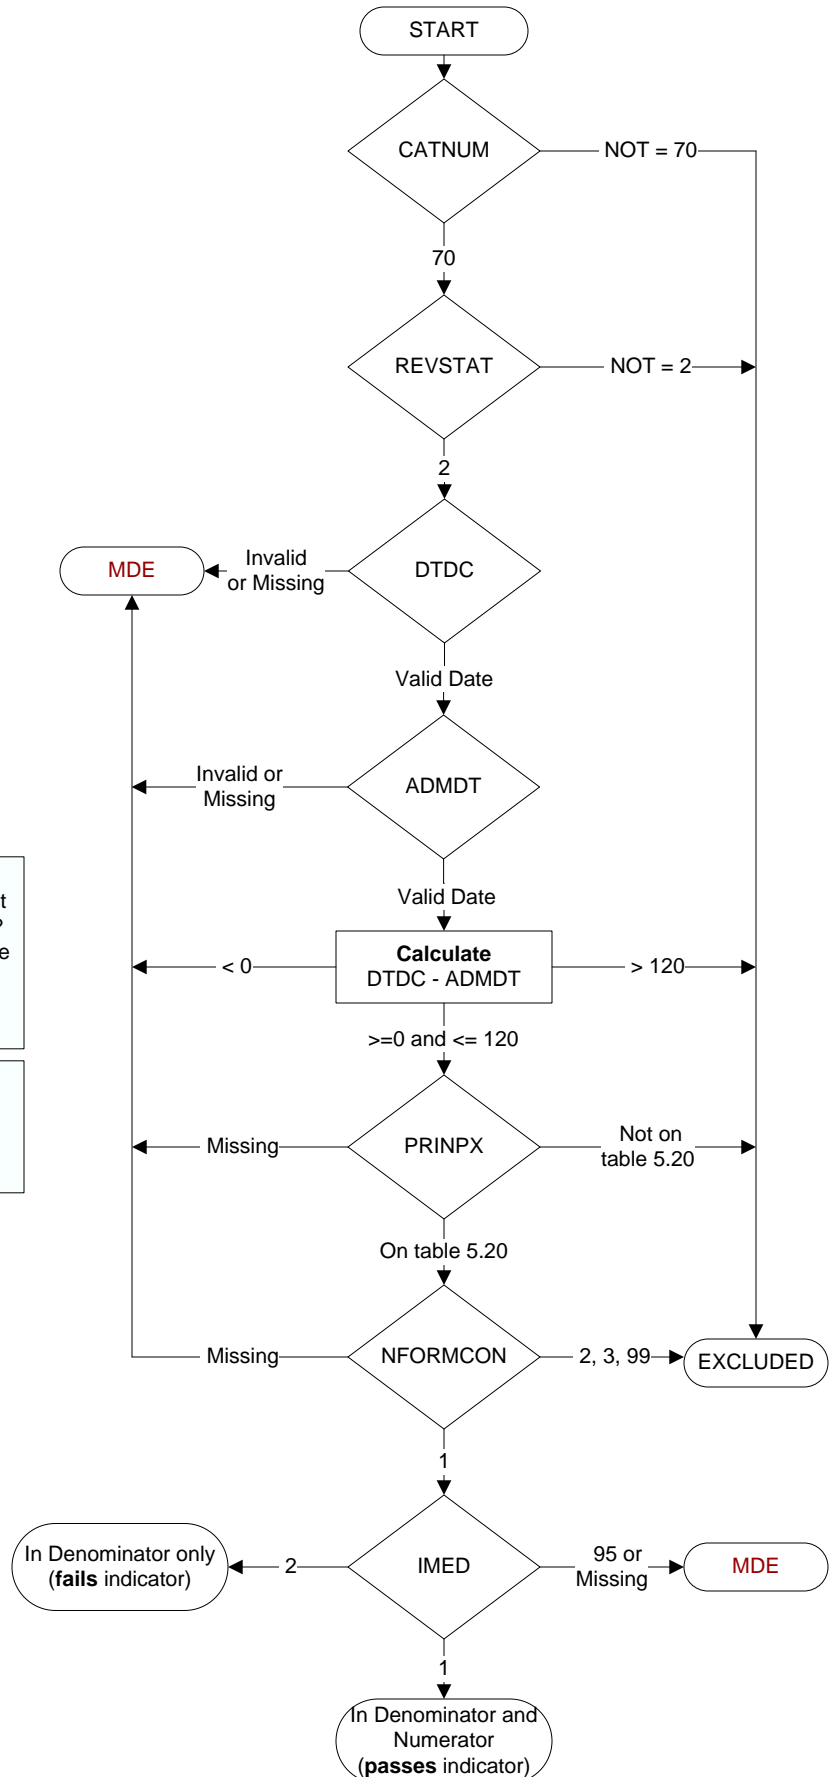 START
CATNUM
NOT = 70
70
REVSTAT
NOT = 2
2
MDE
Invalid
or Missing
DTDC
Valid Date
Invalid or
Missing
ADMDT
Valid Date
< 0
Calculate
DTDC - ADMDT
> 120
>=0 and <= 120
Missing
PRINPX
Not on
table 5.20
On table 5.20
Missing
NFORMCON
2, 3, 99
EXCLUDED
1
In Denominator only
(fails indicator)
2
IMED
95 or
Missing
MDE
1
In Denominator and
Numerator
(passes indicator)